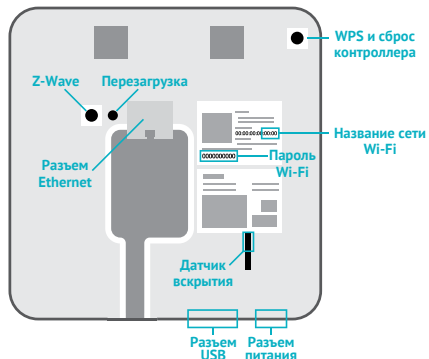 WPS и сброс
контроллера
Z-Wave
Перезагрузка
00:00:00:00:00:00
Название сети
Wi-Fi
0000000000
Пароль
Wi-Fi
Разъем
Ethernet
Датчик
вскрытия
Разъем
USB
Разъем
питания